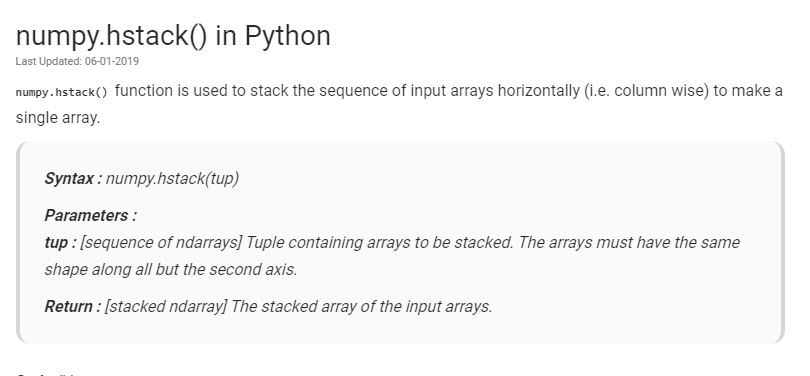 numpy.hstack() in Python
Last Updated: 06-01-2019
numpy.hstack() function is used to stack the sequence of input arrays horizontally (i.e. column wise) to make a
single array.
Syntax : numpy.hstack(tup)
Parameters :
tup : [sequence of ndarrays] Tuple containing arrays to be stacked. The arrays must have the same
shape along all but the second axis.
Return : [stacked ndarray] The stacked array of the input arrays.